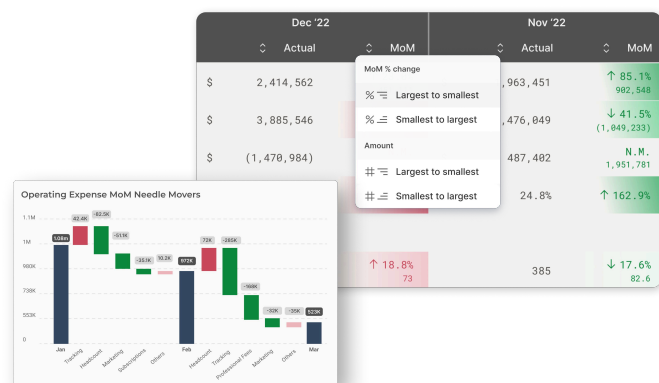 Dec '22 Nov '22
Actual MoM Actual MoM
$ 2,414,562 ,963,451 ↑ 85.1%
902,548
$ 3,885,546 ,476,049 ↓ 41.5%
(1,049,233)
$ (1,470,984) 487,402 N.M.
1,951,781
24.8% ↑ 162.9%
↑ 18.8% 385 ↓ 17.6%
73 82.6
MoM % change
% Largest to smallest
% Smallest to largest
Amount
# Largest to smallest
# Smallest to largest
Operating Expense MoM Needle Movers
1.1M
1M
980K
738K
553K
0
1.08m 42.4K -82.5K -51.1K -35.1K 10.2K 972K 72K -385K -168K -92K -35K 523K
Jan Tracking Headcount Marketing Subscriptions Others Feb Headcount Tracking Professional Fees Marketing Others Mar